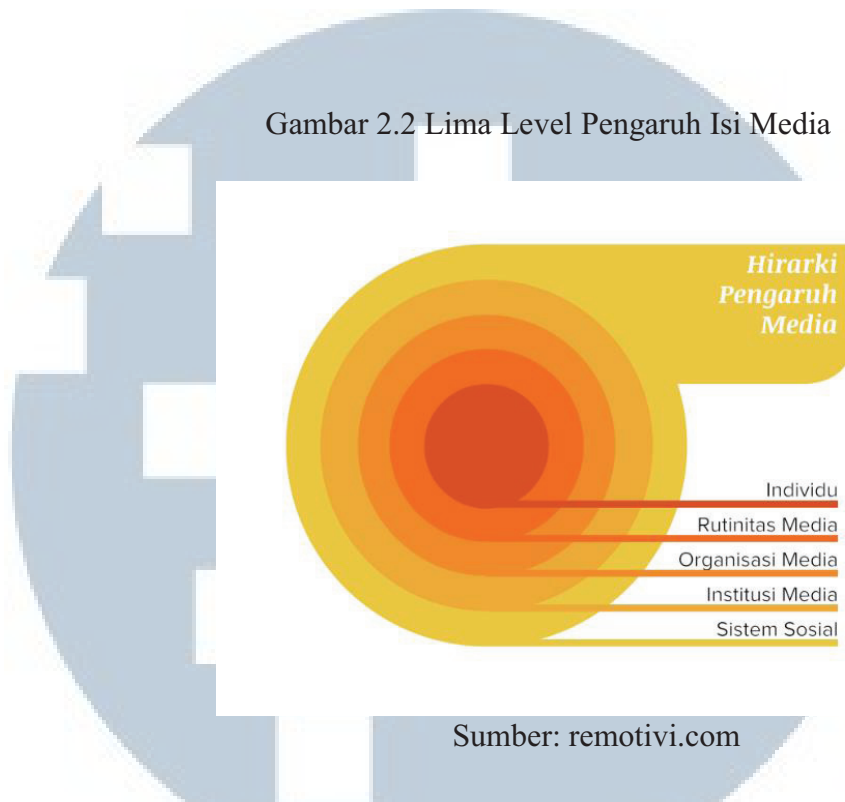 Gambar 2.2 Lima Level Pengaruh Isi Media
Hirarki
Pengaruh
Media
Individu
Rutinitas Media
Organisasi Media
Institusi Media
Sistem Sosial
Sumber: remotivi.com